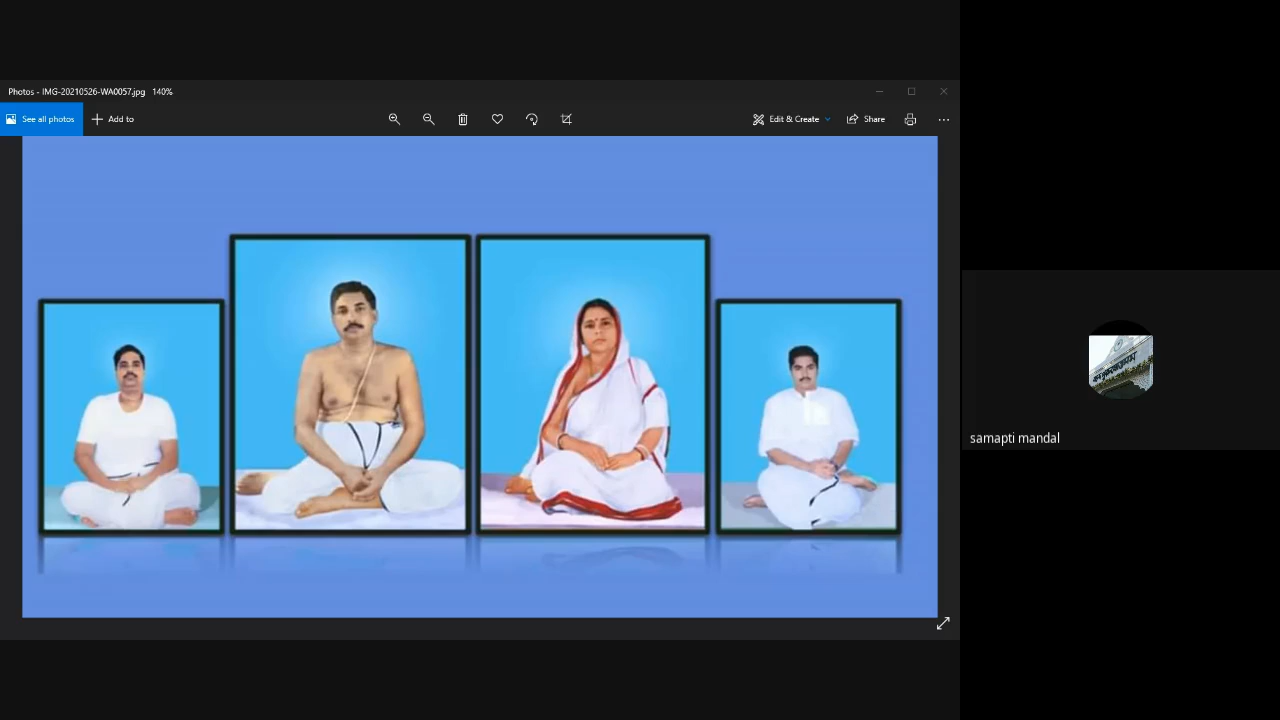 Photos - IMG-20210526-WA0057.jpg 140%
See all photos
Add to
Edit & Create
Share
samapti mandal